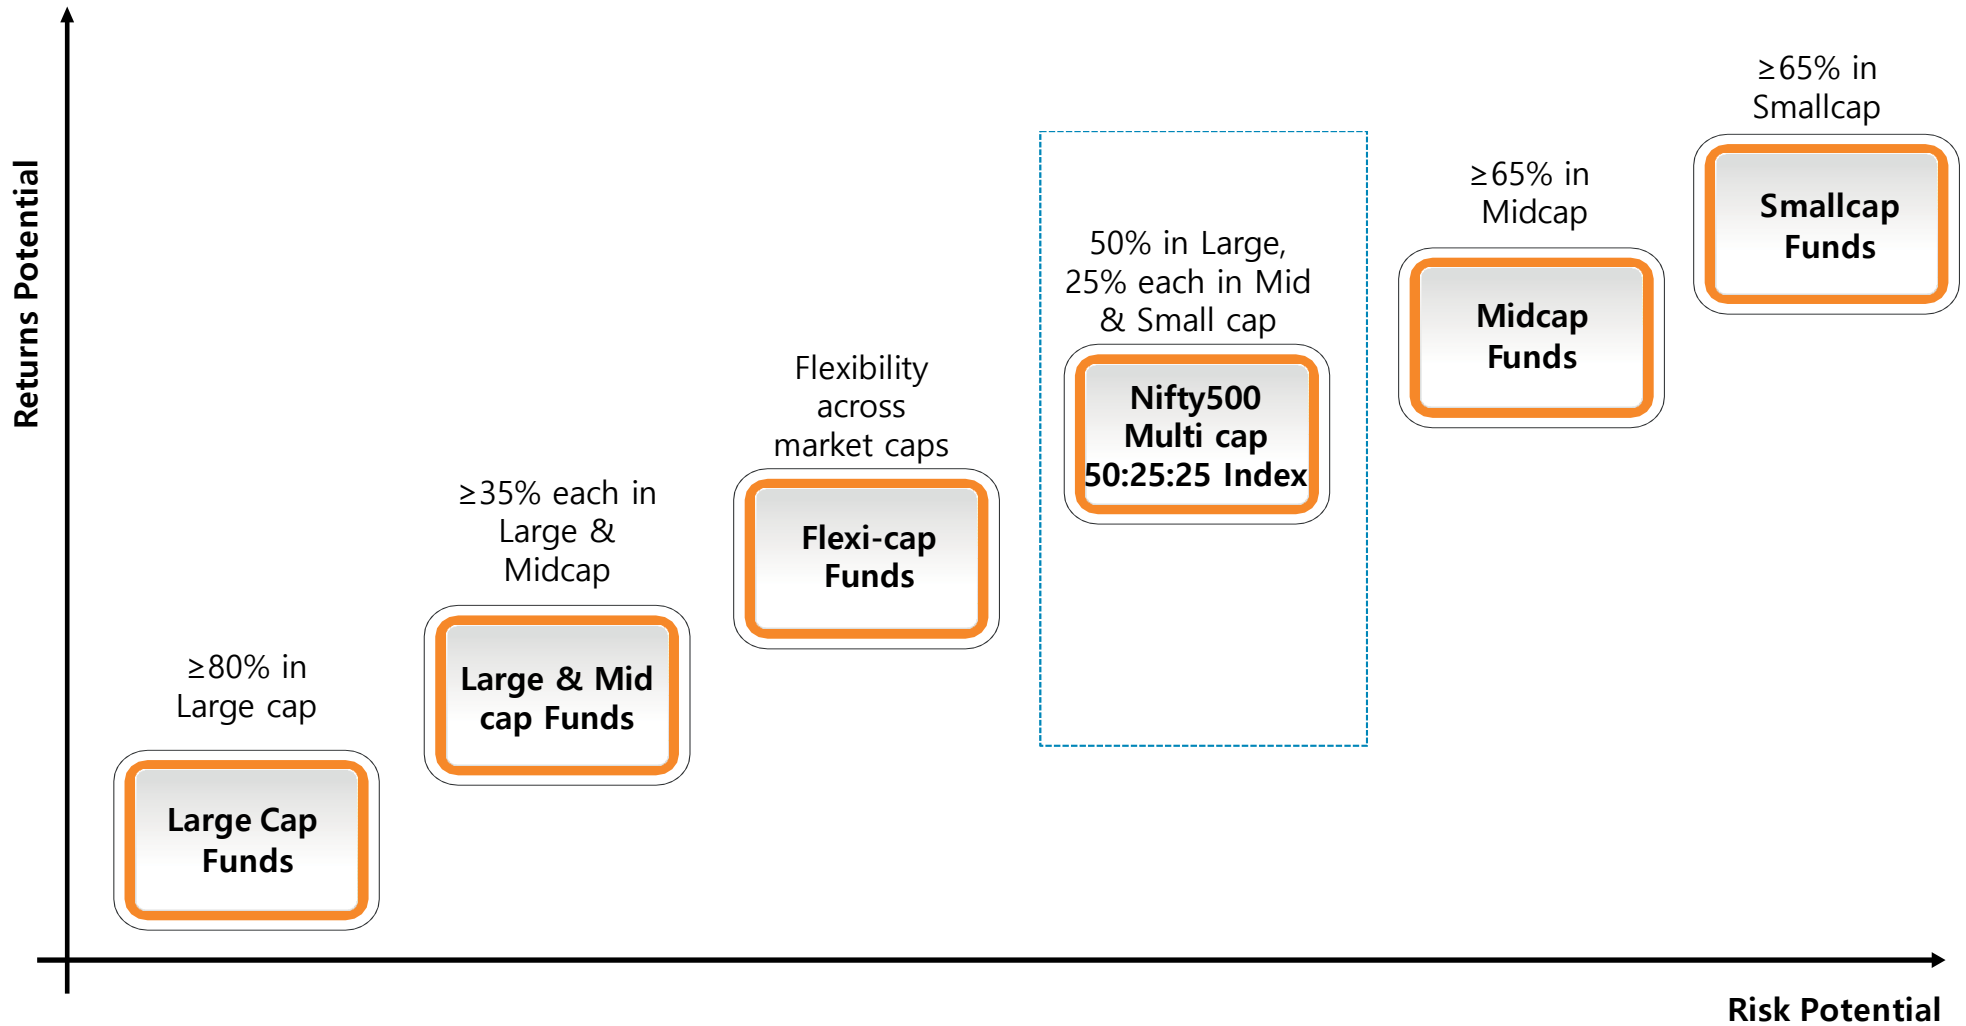 Returns Potential
≥80% in
Large cap
Large Cap
Funds
≥35% each in
Large &
Midcap
Large & Mid
cap Funds
Flexibility
across
market caps
Flexi-cap
Funds
50% in Large,
25% each in Mid
& Small cap
Nifty500
Multi cap
50:25:25 Index
≥65% in
Midcap
Midcap
Funds
≥65% in
Smallcap
Smallcap
Funds
Risk Potential